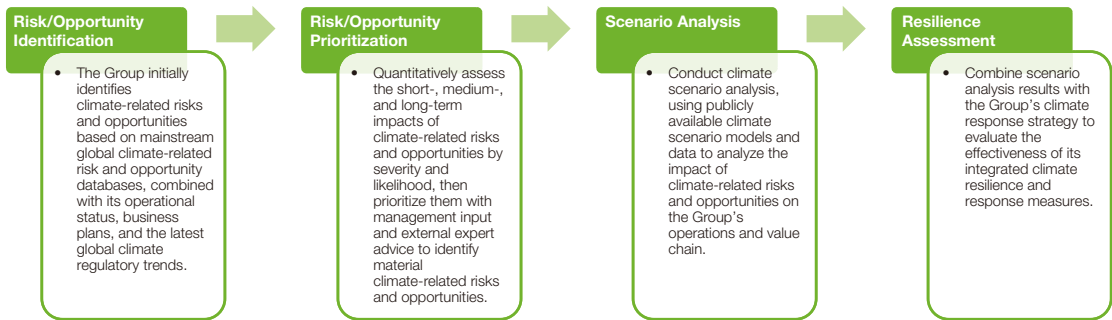 Risk/Opportunity
Identification
• The Group initially
identifies
climate-related risks
and opportunities
based on mainstream
global climate-related
risk and opportunity
databases, combined
with its operational
status, business
plans, and the latest
global climate
regulatory trends.
Risk/Opportunity
Prioritization
• Quantitatively assess
the short-, medium-,
and long-term
impacts of
climate-related risks
and opportunities by
severity and
likelihood, then
prioritize them with
management input
and external expert
advice to identify
material
climate-related risks
and opportunities.
Scenario Analysis
• Conduct climate
scenario analysis,
using publicly
available climate
scenario models and
data to analyze the
impact of
climate-related risks
and opportunities on
the Group's
operations and value
chain.
Resilience
Assessment
• Combine scenario
analysis results with
the Group's climate
response strategy to
evaluate the
effectiveness of its
integrated climate
resilience and
response measures.